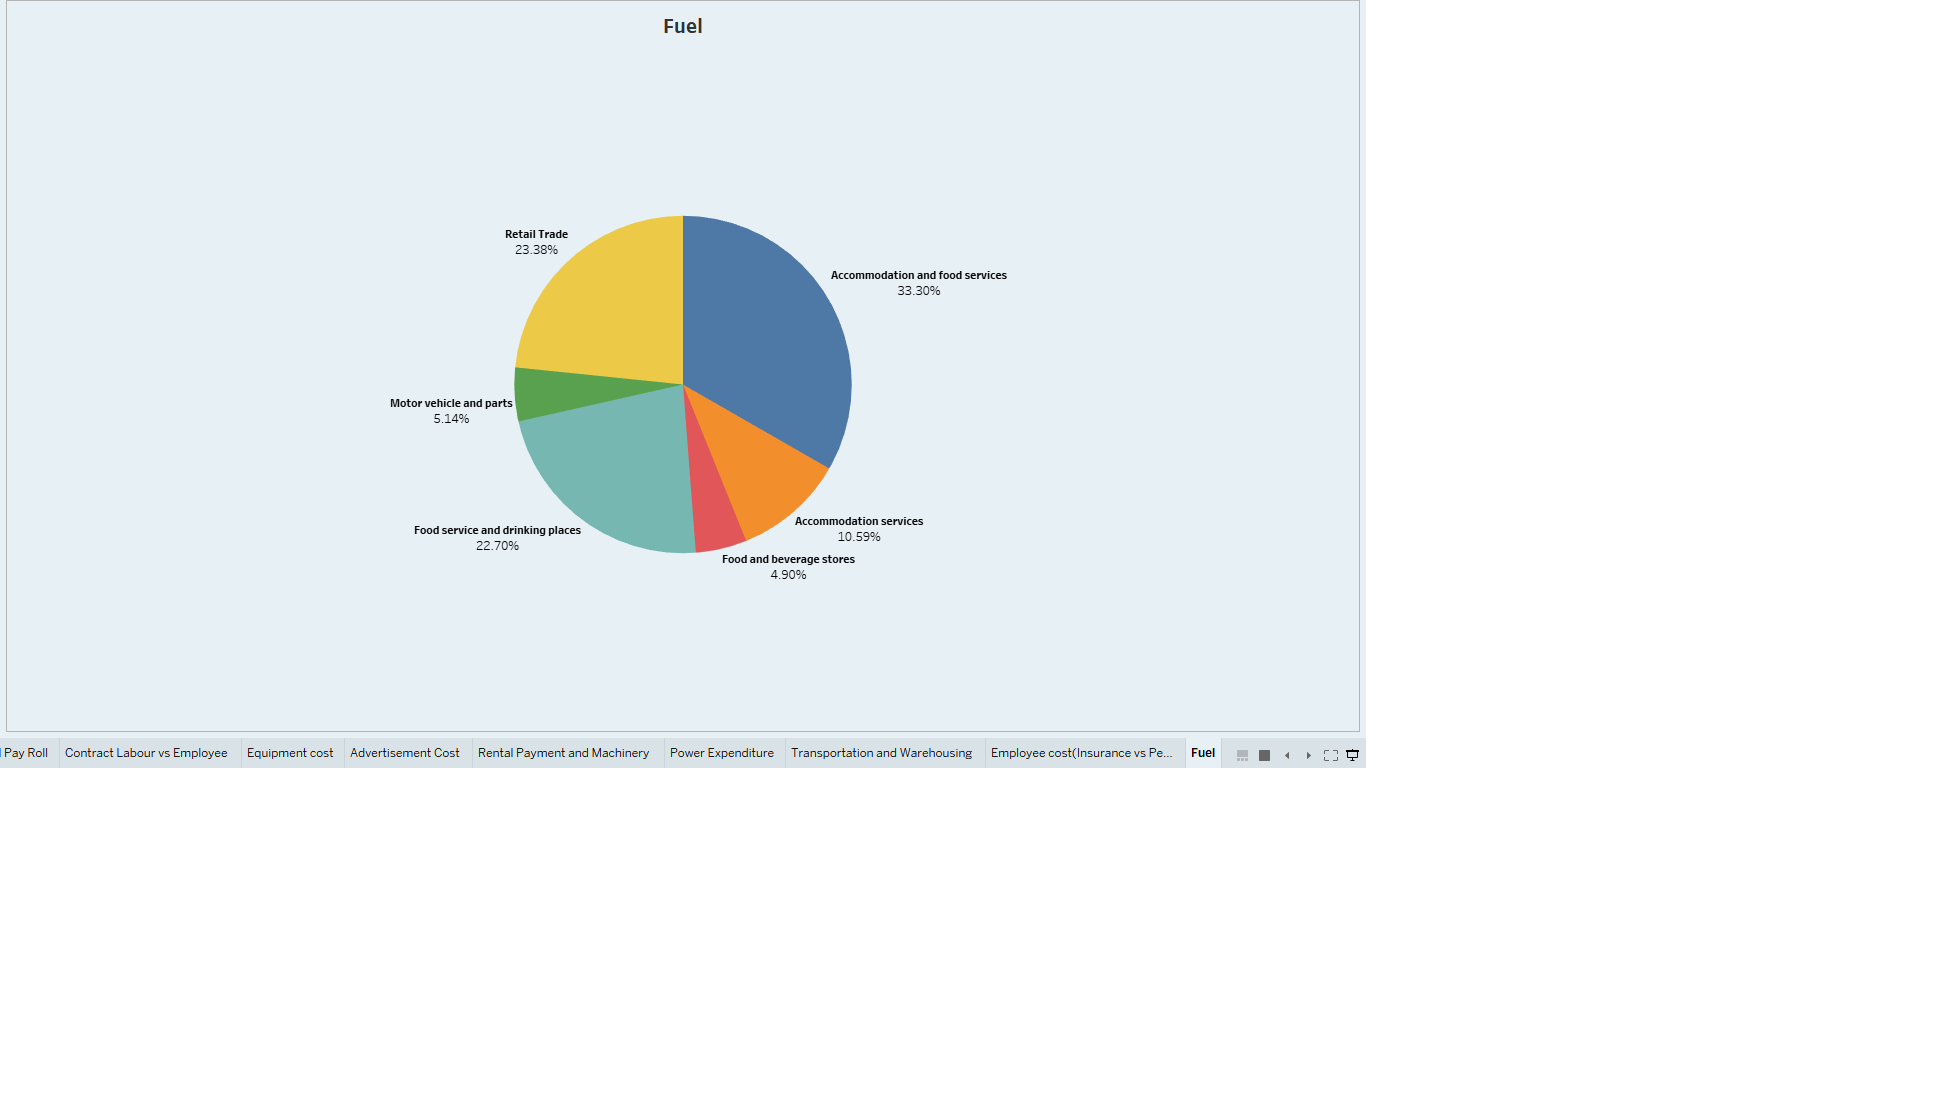 Fuel
Retail Trade
23.38%
Accommodation and food services
33.30%
Motor vehicle and parts
5.14%
Food service and drinking places
22.70%
Accommodation services
10.59%
Food and beverage stores
4.90%
Pay Roll
Contract Labour vs Employee
Equipment cost
Advertisement Cost
Rental Payment and Machinery
Power Expenditure
Transportation and Warehousing
Employee cost(Insurance vs Pe...
Fuel